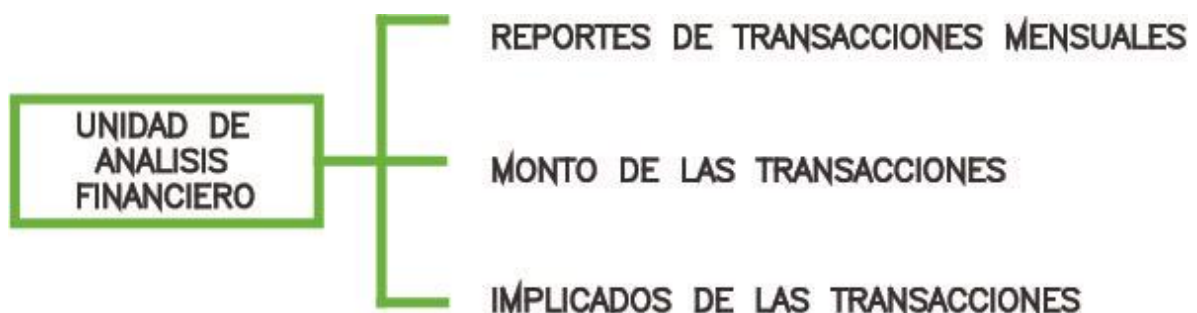 UNIDAD DE
ANALISIS
FINANCIERO
REPORTES DE TRANSACCIONES MENSUALES
MONTO DE LAS TRANSACCIONES
IMPLICADOS DE LAS TRANSACCIONES